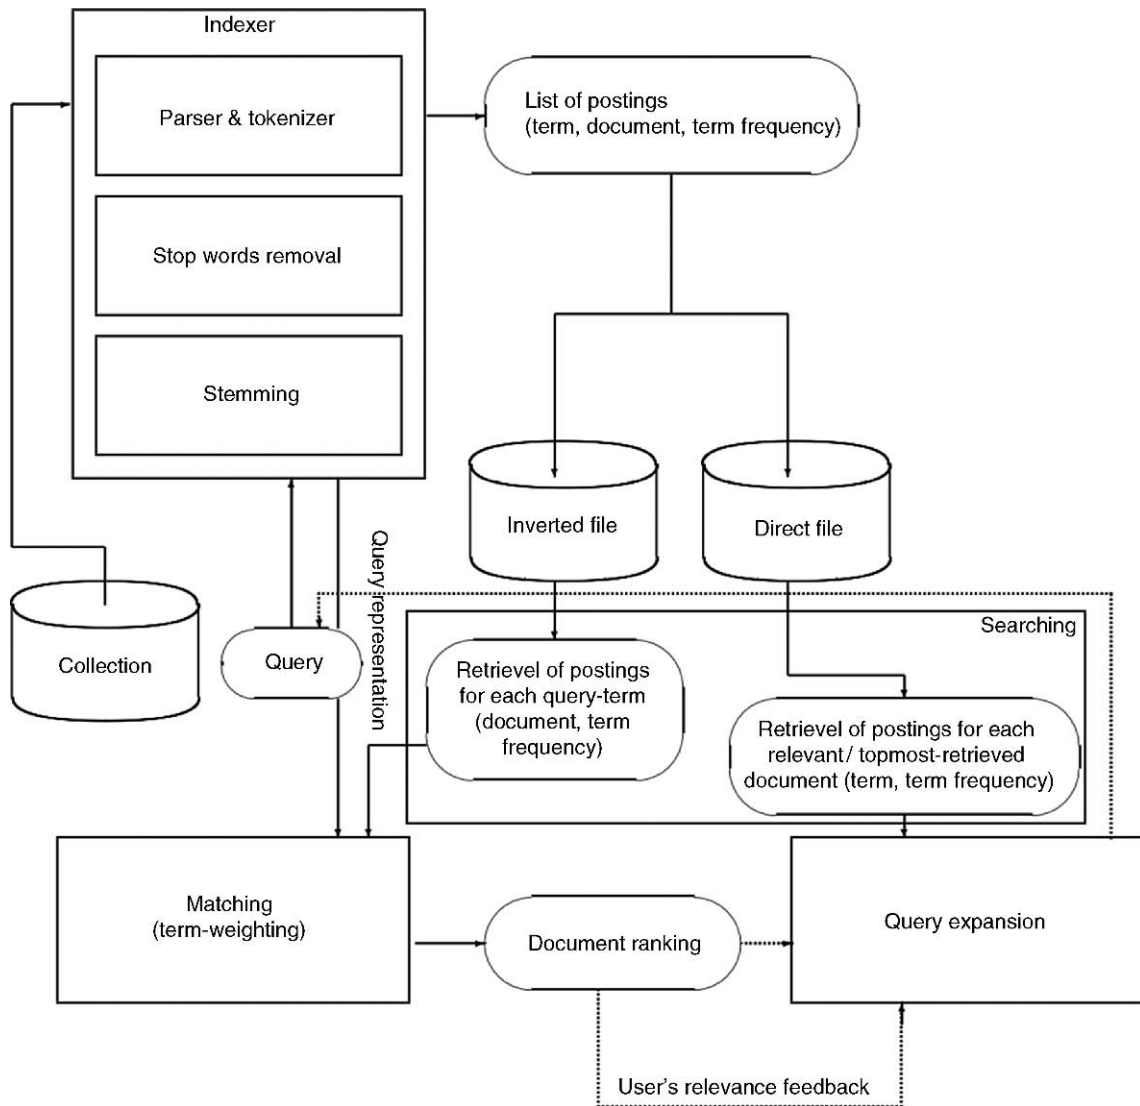 Indexer
Parser & tokenizer
Stop words removal
Stemming
List of postings
(term, document, term frequency)
Inverted file
Direct file
Collection
Query
Query representation
Searching
Retrievel of postings
for each query-term
(document, term
frequency)
Retrievel of postings for each
relevant/ topmost-retrieved
document (term, term frequency)
Matching
(term-weighting)
Document ranking
Query expansion
User's relevance feedback